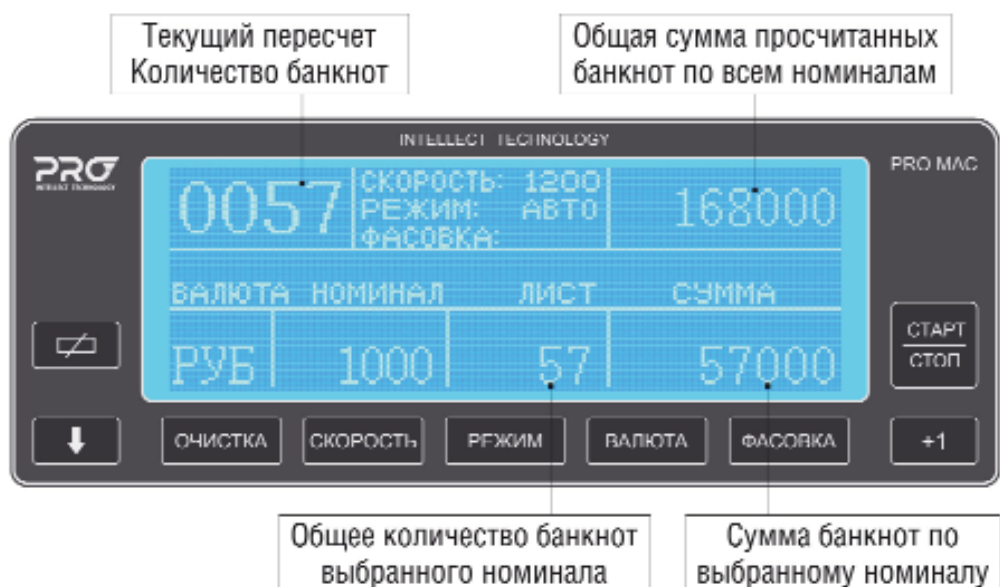 Текущий пересчет
Количество банкнот
Общая сумма просчитанных
банкнот по всем номиналам
INTELLECT TECHNOLOGY
PRO
INTELLECT TECHNOLOGY
PRO MAC
0057
СКОРОСТЬ: 1200
РЕЖИМ: АВТО
ФАСОВКА:
168000
ВАЛЮТА НОМИНАЛ ЛИСТ СУММА
РУБ 1000 57 57000
СТАРТ
СТОП
ОЧИСТКА СКОРОСТЬ РЕЖИМ ВАЛЮТА ФАСОВКА +1
Общее количество банкнот
выбранного номинала
Сумма банкнот по
выбранному номиналу